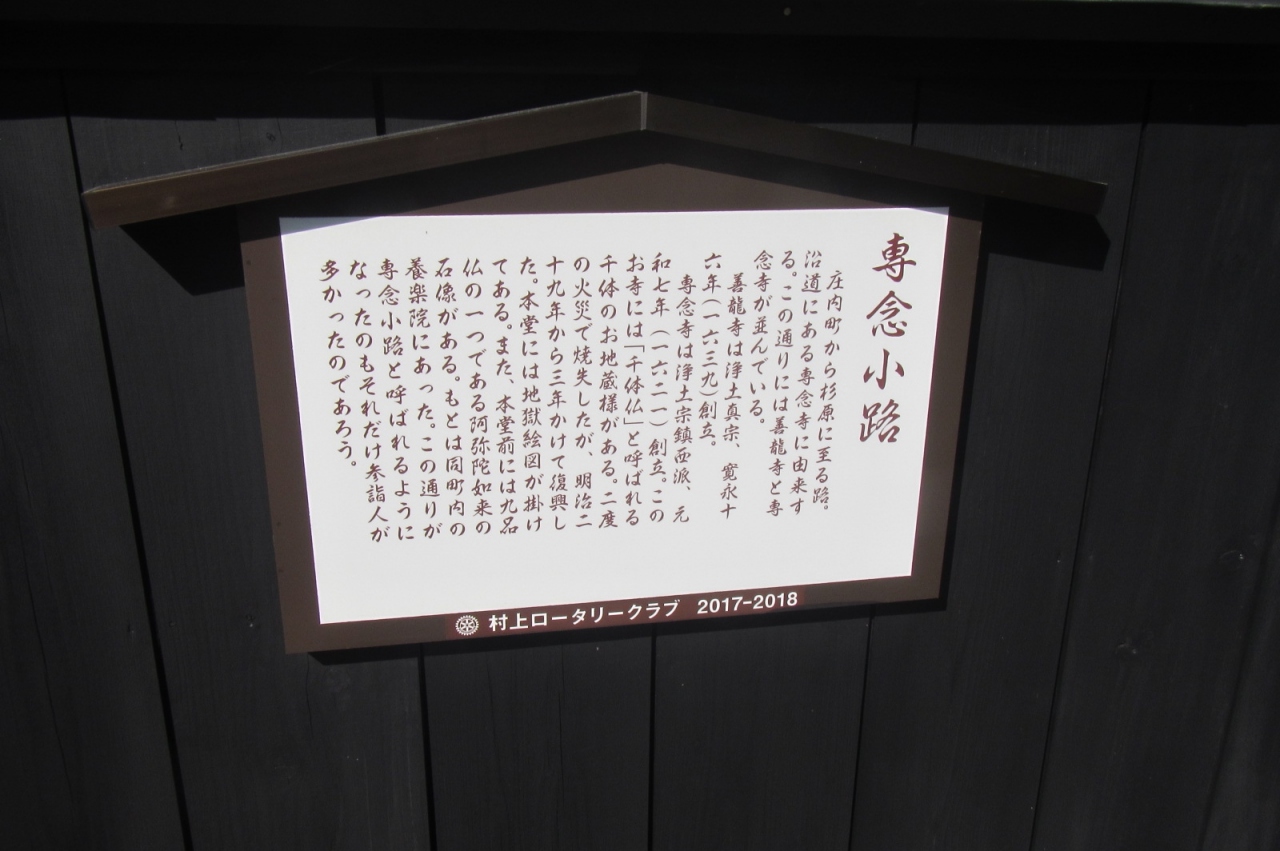 専念小路
庄内町から杉原に至る路。
沿道にある専念寺に由来す
る。この通りには善龍寺と専
念寺が並んでいる。
善龍寺は浄土真宗、寛永十
六年(一六三九)創立。
専念寺は浄土宗鎮西派、元
和七年(一六二一)創立。この
お寺には「千体仏」と呼ばれる
千体のお地蔵様がある。二度
の火災で焼失したが、明治二
十九年から三年かけて復興し
た。本堂には地獄絵図が掛け
てある。また、本堂前には九品
仏の一つである阿弥陀如来の
石像がある。もとは同町内の
養楽院にあった。この通りが
専念小路と呼ばれるように
なったのもそれだけ参詣人が
多かったのであろう。
村上ロータリークラブ 2017-2018